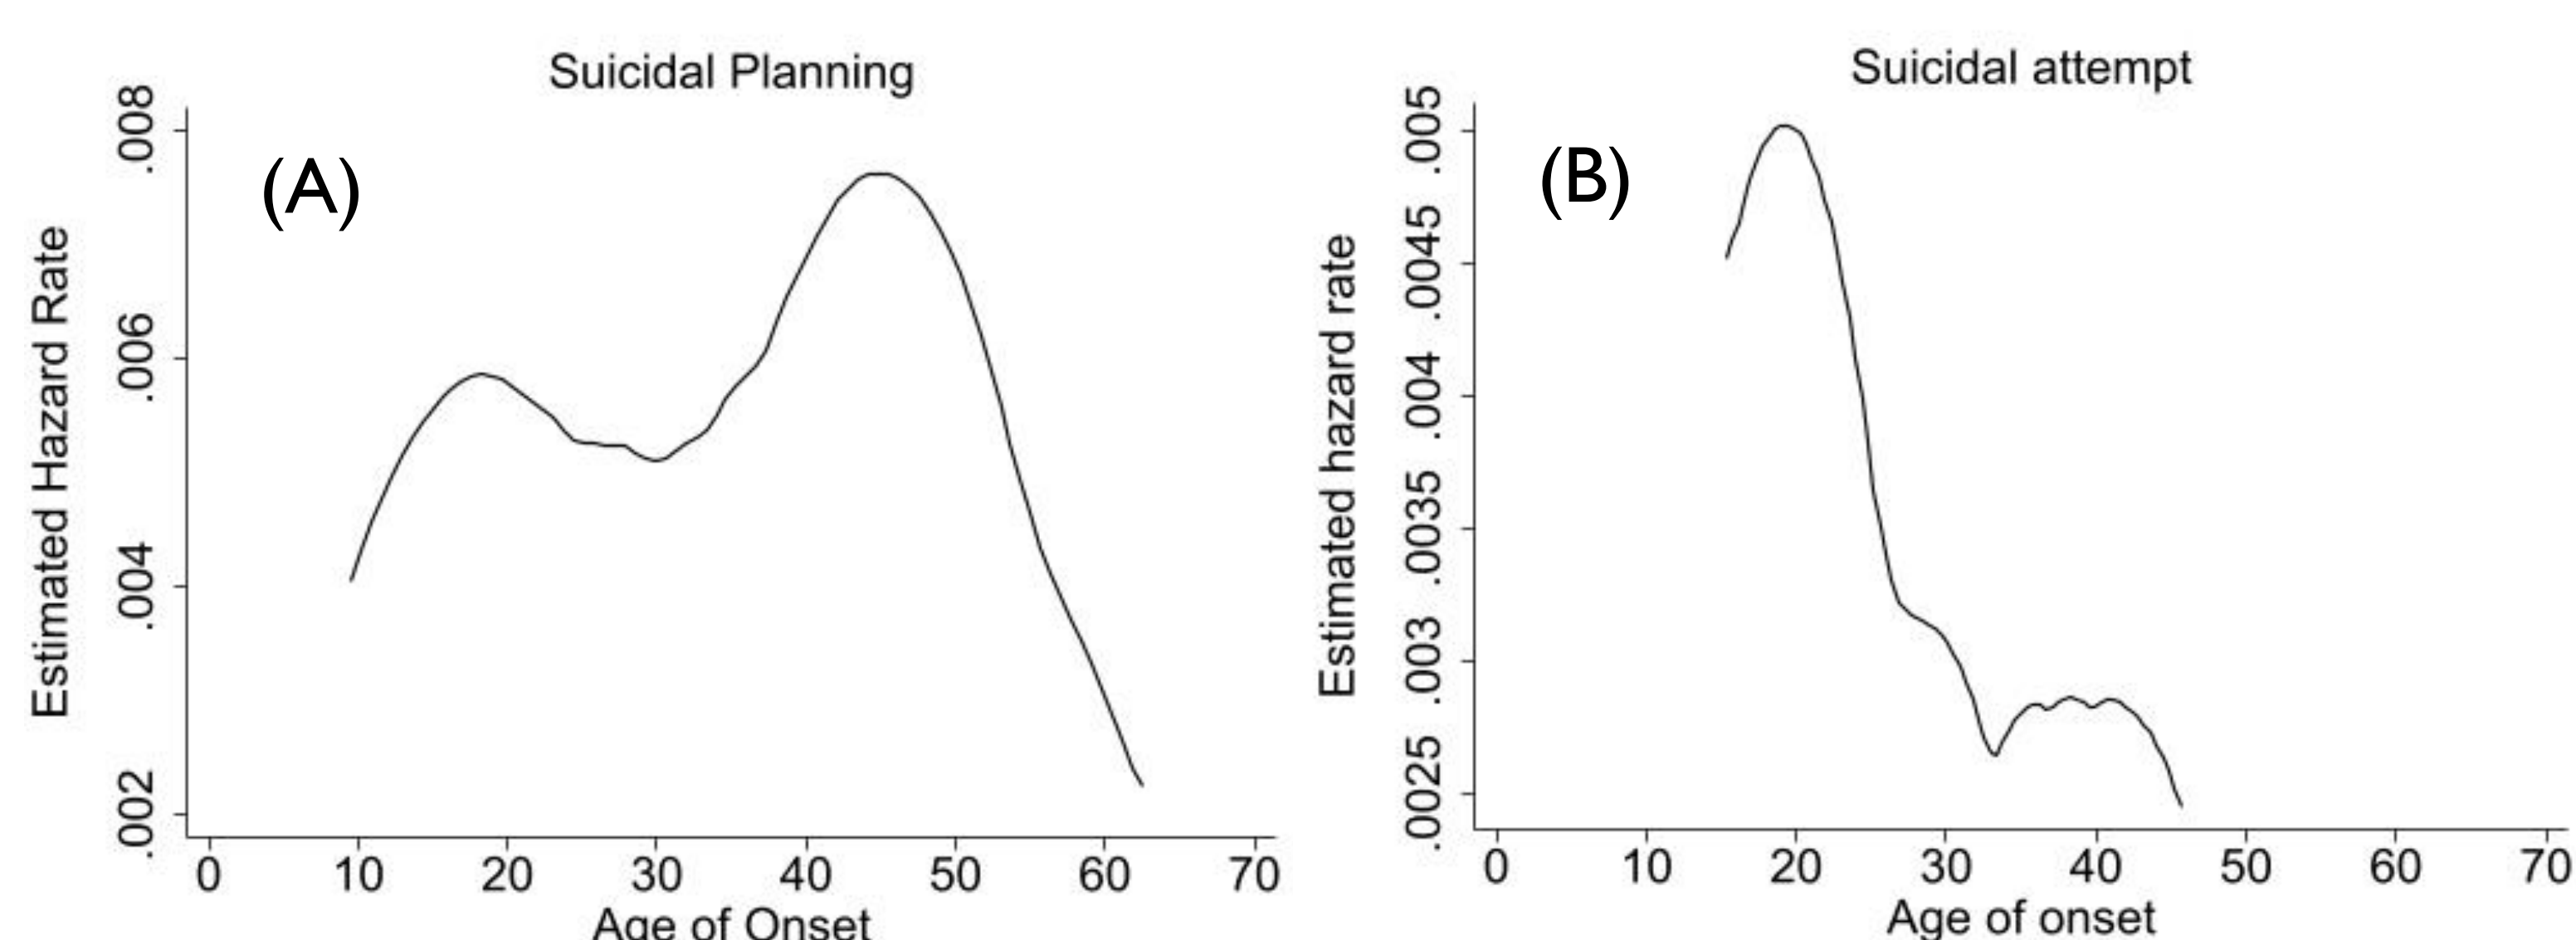 Suicidal Planning
(A)
Estimated Hazard Rate
.008
.006
.004
.002
0 10 20 30 40 50 60 70
Age of Onset
Suicidal attempt
(B)
Estimated hazard rate
.005
.0045
.004
.0035
.003
.0025
0 10 20 30 40 50 60 70
Age of onset